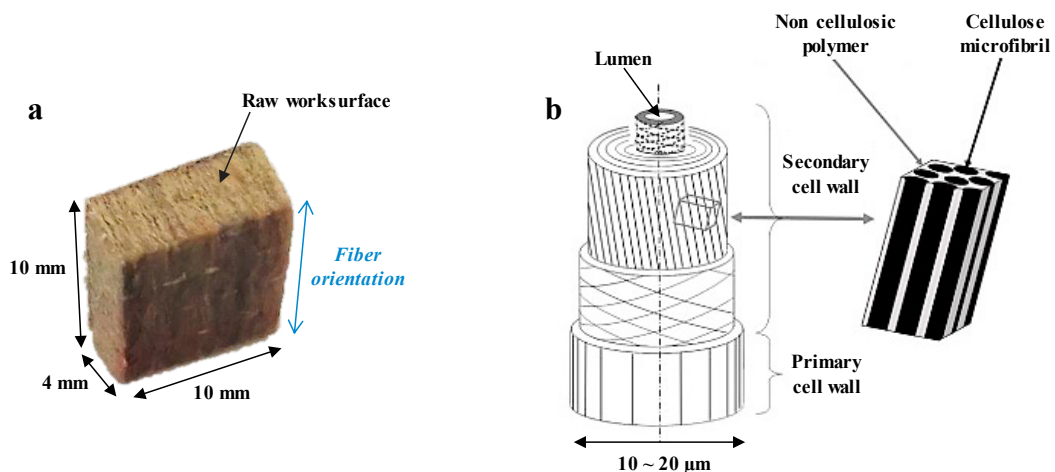 a
Raw worksurface
10 mm
Fiber
orientation
4 mm
10 mm
b
Lumen
Non cellulosic
polymer
Cellulose
microfibril
Secondary
cell wall
Primary
cell wall
10 ~ 20 µm